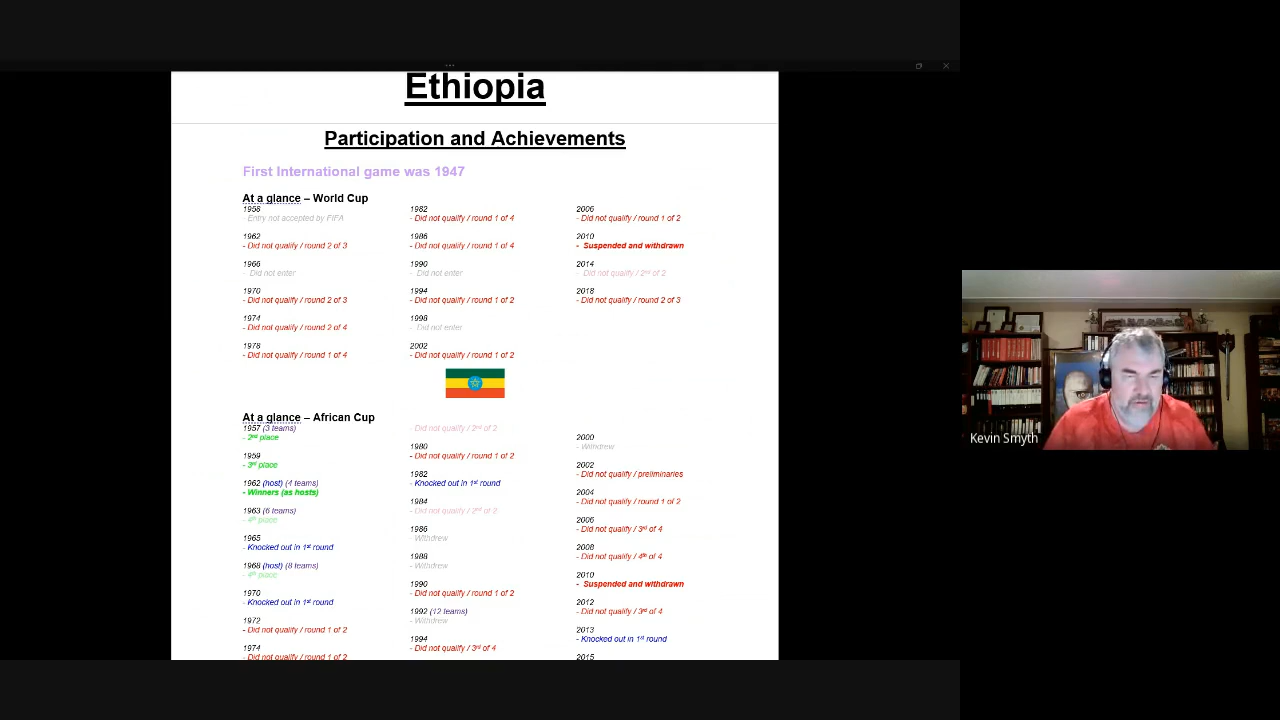 Ethiopia
Participation and Achievements
First International game was 1947
At a glance – World Cup
1958
- Entry not accepted by FIFA
1962
- Did not qualify / round 2 of 3
1966
- Did not enter
1970
- Did not qualify / round 2 of 3
1974
- Did not qualify / round 2 of 4
1978
- Did not qualify / round 1 of 4
1982
- Did not qualify / round 1 of 4
1986
- Did not qualify / round 1 of 4
1990
- Did not enter
1994
- Did not qualify / round 1 of 2
1998
- Did not enter
2002
- Did not qualify / round 1 of 2
2006
- Did not qualify / round 1 of 2
2010
- Suspended and withdrawn
2014
- Did not qualify / 2nd of 2
2018
- Did not qualify / round 2 of 3
At a glance – African Cup
1957 (3 teams)
- 2nd place
1959
- 3rd place
1962 (host) (4 teams)
- Winners (as hosts)
1963 (6 teams)
- 4th place
1965
- Knocked out in 1st round
1968 (host) (8 teams)
- 4th place
1970
- Knocked out in 1st round
1972
- Did not qualify / round 1 of 2
1974
- Did not qualify / round 1 of 2
- Did not qualify / 2nd of 2
1980
- Did not qualify / round 1 of 2
1982
- Knocked out in 1st round
1984
- Did not qualify / 2nd of 2
1986
- Withdrew
1988
- Withdrew
1990
- Did not qualify / round 1 of 2
1992 (12 teams)
- Withdrew
1994
- Did not qualify / 3rd of 4
2000
- Withdrew
2002
- Did not qualify / preliminaries
2004
- Did not qualify / round 1 of 2
2006
- Did not qualify / 3rd of 4
2008
- Did not qualify / 4th of 4
2010
- Suspended and withdrawn
2012
- Did not qualify / 3rd of 4
2013
- Knocked out in 1st round
2015
Kevin Smyth